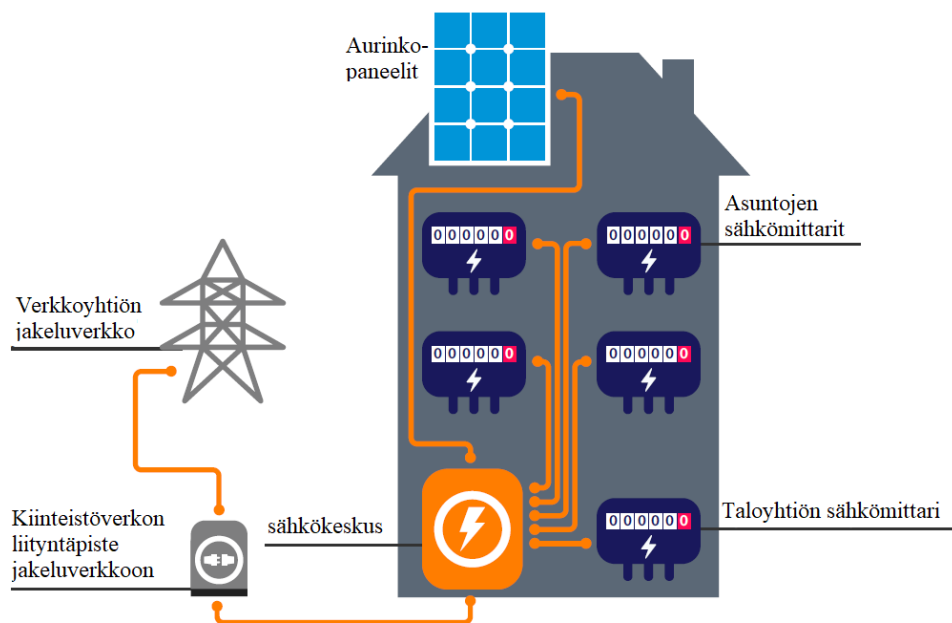 Aurinko-
paneelit
Asuntojen
sähkömittarit
000000
000000
Verkkoyhtiön
jakeluverkko
000000
000000
Kiinteistöverkon
liityntäpiste
jakeluverkkoon
sähkökeskus
000000
Taloyhtiön sähkömittari